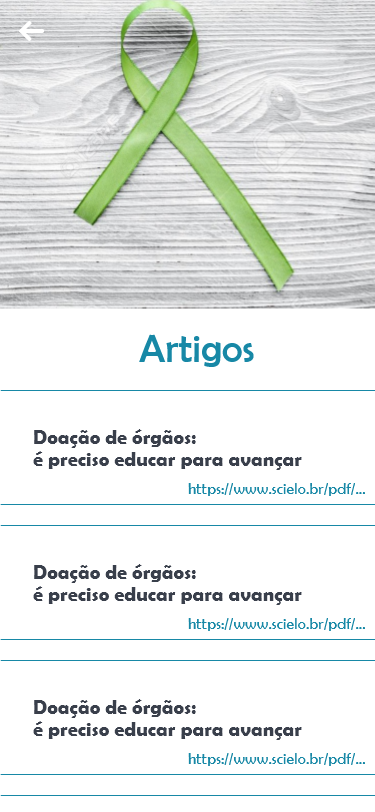 Artigos
Doação de órgãos:
é preciso educar para avançar
https://www.scielo.br/pdf/...
Doação de órgãos:
é preciso educar para avançar
https://www.scielo.br/pdf/...
Doação de órgãos:
é preciso educar para avançar
https://www.scielo.br/pdf/...